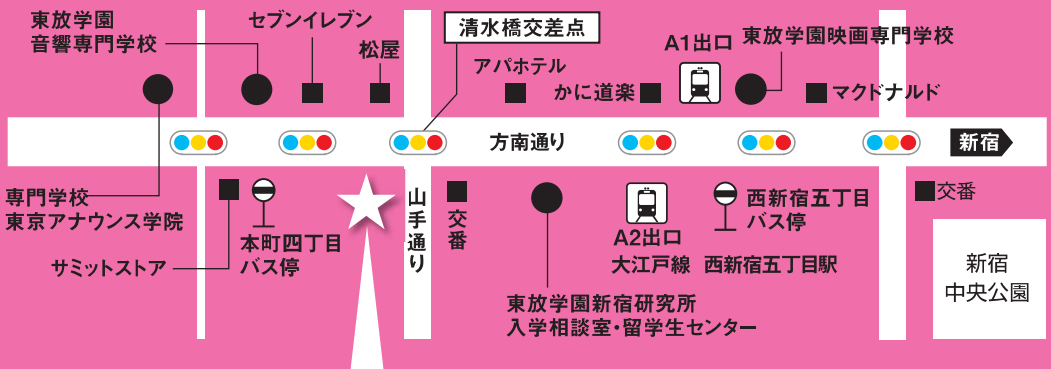 東放学園
音響専門学校
セブンイレブン
松屋
清水橋交差点
アパホテル
かに道楽
A1出口
東放学園映画専門学校
マクドナルド
方南通り
新宿
専門学校
東京アナウンス学院
サミットストア
本町四丁目
バス停
山手通り
交番
東放学園新宿研究所
入学相談室・留学生センター
A2出口
大江戸線 西新宿五丁目駅
西新宿五丁目
バス停
交番
新宿
中央公園